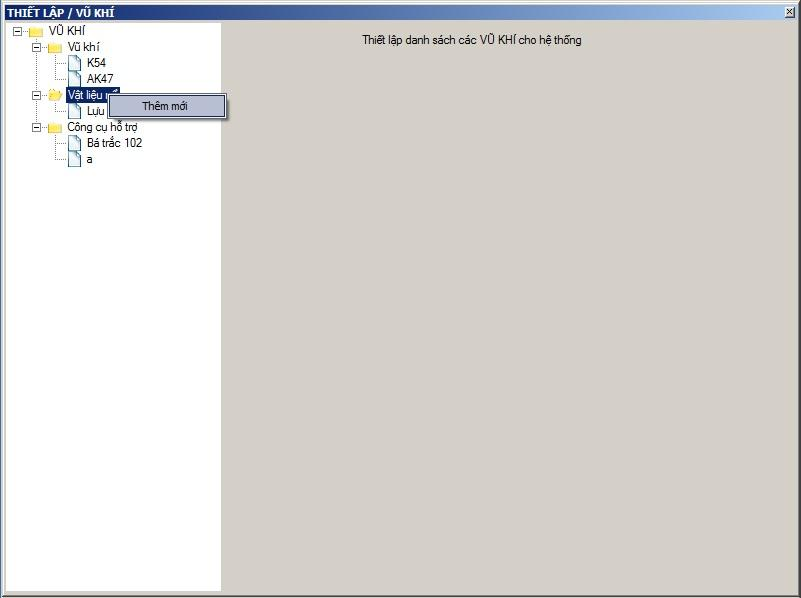 THIẾT LẬP / VŨ KHÍ
VŨ KHÍ
Vũ khí
K54
AK47
Vật liệu
Thêm mới
Lựu
Công cụ hỗ trợ
Bá trắc 102
a
Thiết lập danh sách các VŨ KHÍ cho hệ thống